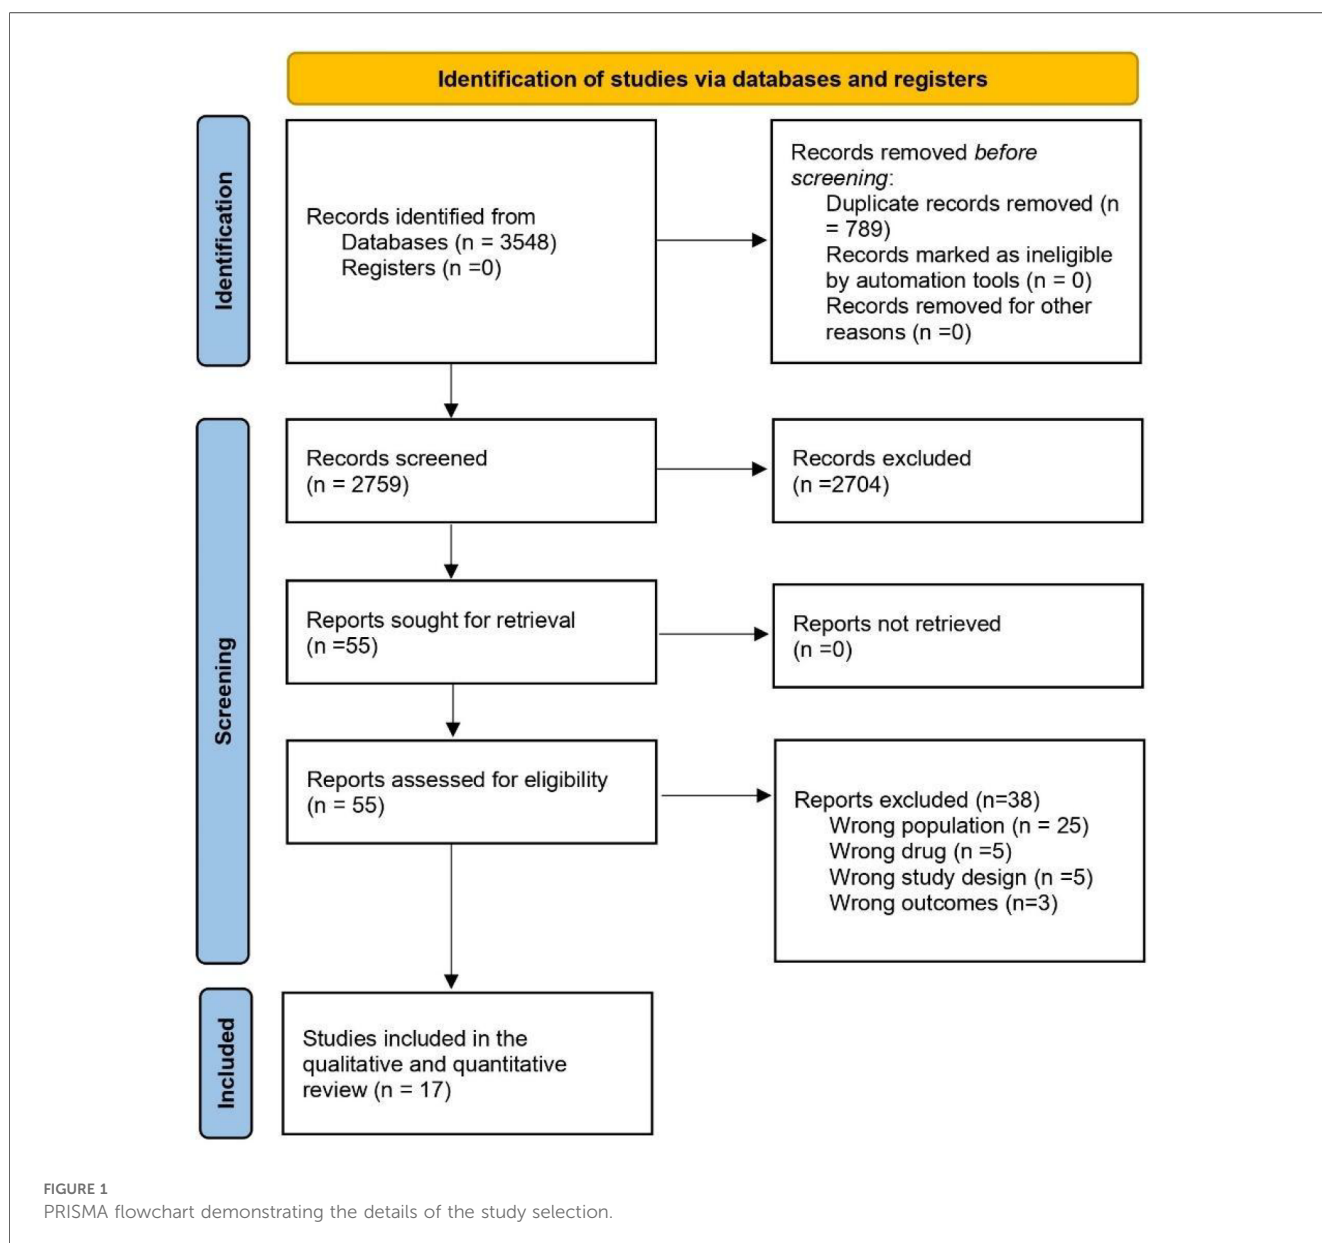 Identification of studies via databases and registers
Identification
Records identified from
Databases (n = 3548)
Registers (n =0)
Records removed before
screening:
Duplicate records removed (n
= 789)
Records marked as ineligible
by automation tools (n = 0)
Records removed for other
reasons (n =0)
Screening
Records screened
(n = 2759)
Records excluded
(n =2704)
Reports sought for retrieval
(n =55)
Reports not retrieved
(n =0)
Reports assessed for eligibility
(n = 55)
Reports excluded (n=38)
Wrong population (n = 25)
Wrong drug (n =5)
Wrong study design (n =5)
Wrong outcomes (n=3)
Included
Studies included in the
qualitative and quantitative
review (n = 17)
FIGURE 1
PRISMA flowchart demonstrating the details of the study selection.